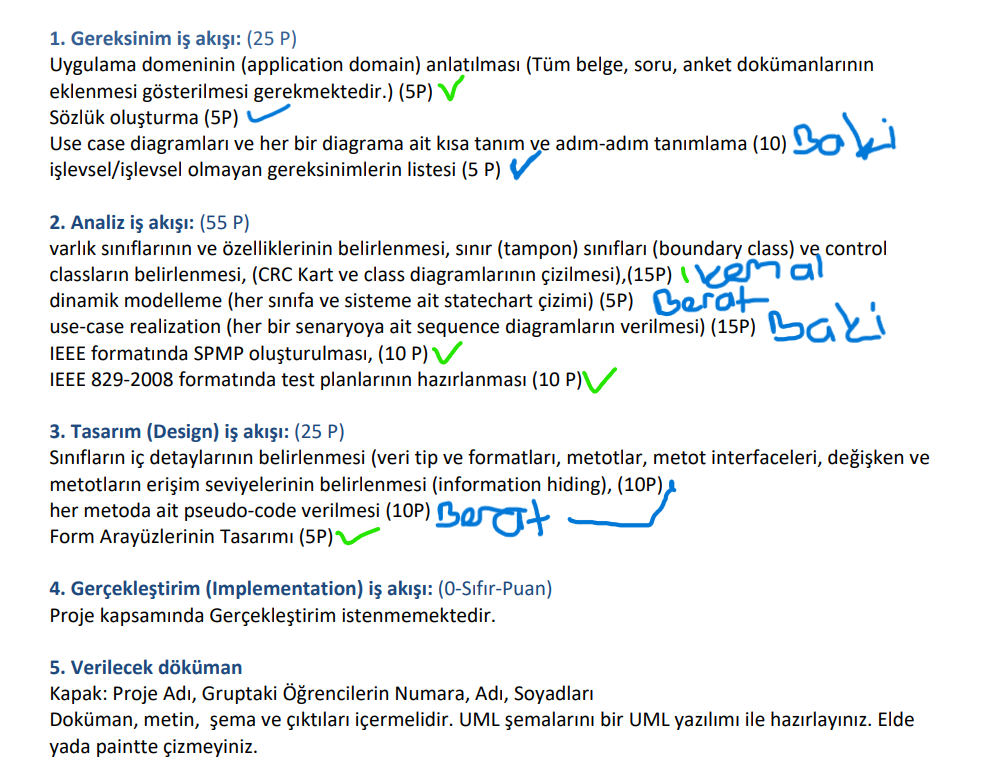 1. Gereksinim iş akışı: (25 P)
Uygulama domeninin (application domain) anlatılması (Tüm belge, soru, anket dokümanlarının
eklenmesi gösterilmesi gerekmektedir.) (5P)
Sözlük oluşturma (5P)
Use case diagramları ve her bir diagrama ait kısa tanım ve adım-adım tanımlama (10) Baki
işlevsel/işlevsel olmayan gereksinimlerin listesi (5 P)
2. Analiz iş akışı: (55 P)
varlık sınıflarının ve özelliklerinin belirlenmesi, sınır (tampon) sınıfları (boundary class) ve control
classların belirlenmesi, (CRC Kart ve class diagramlarının çizilmesi),(15P) Kemal
dinamik modelleme (her sınıfa ve sisteme ait statechart çizimi) (5P) Berat
use-case realization (her bir senaryoya ait sequence diagramların verilmesi) (15P) Baki
IEEE formatında SPMP oluşturulması, (10 P)
IEEE 829-2008 formatında test planlarının hazırlanması (10 P)
3. Tasarım (Design) iş akışı: (25 P)
Sınıfların iç detaylarının belirlenmesi (veri tip ve formatları, metotlar, metot interfaceleri, değişken ve
metotların erişim seviyelerinin belirlenmesi (information hiding), (10P)
her metoda ait pseudo-code verilmesi (10P) Berat
Form Arayüzlerinin Tasarımı (5P)
4. Gerçekleştirim (Implementation) iş akışı: (0-Sıfır-Puan)
Proje kapsamında Gerçekleştirim istenmemektedir.
5. Verilecek döküman
Kapak: Proje Adı, Gruptaki Öğrencilerin Numara, Adı, Soyadları
Doküman, metin, şema ve çıktıları içermelidir. UML şemalarını bir UML yazılımı ile hazırlayınız. Elde
yada paintte çizmeyiniz.